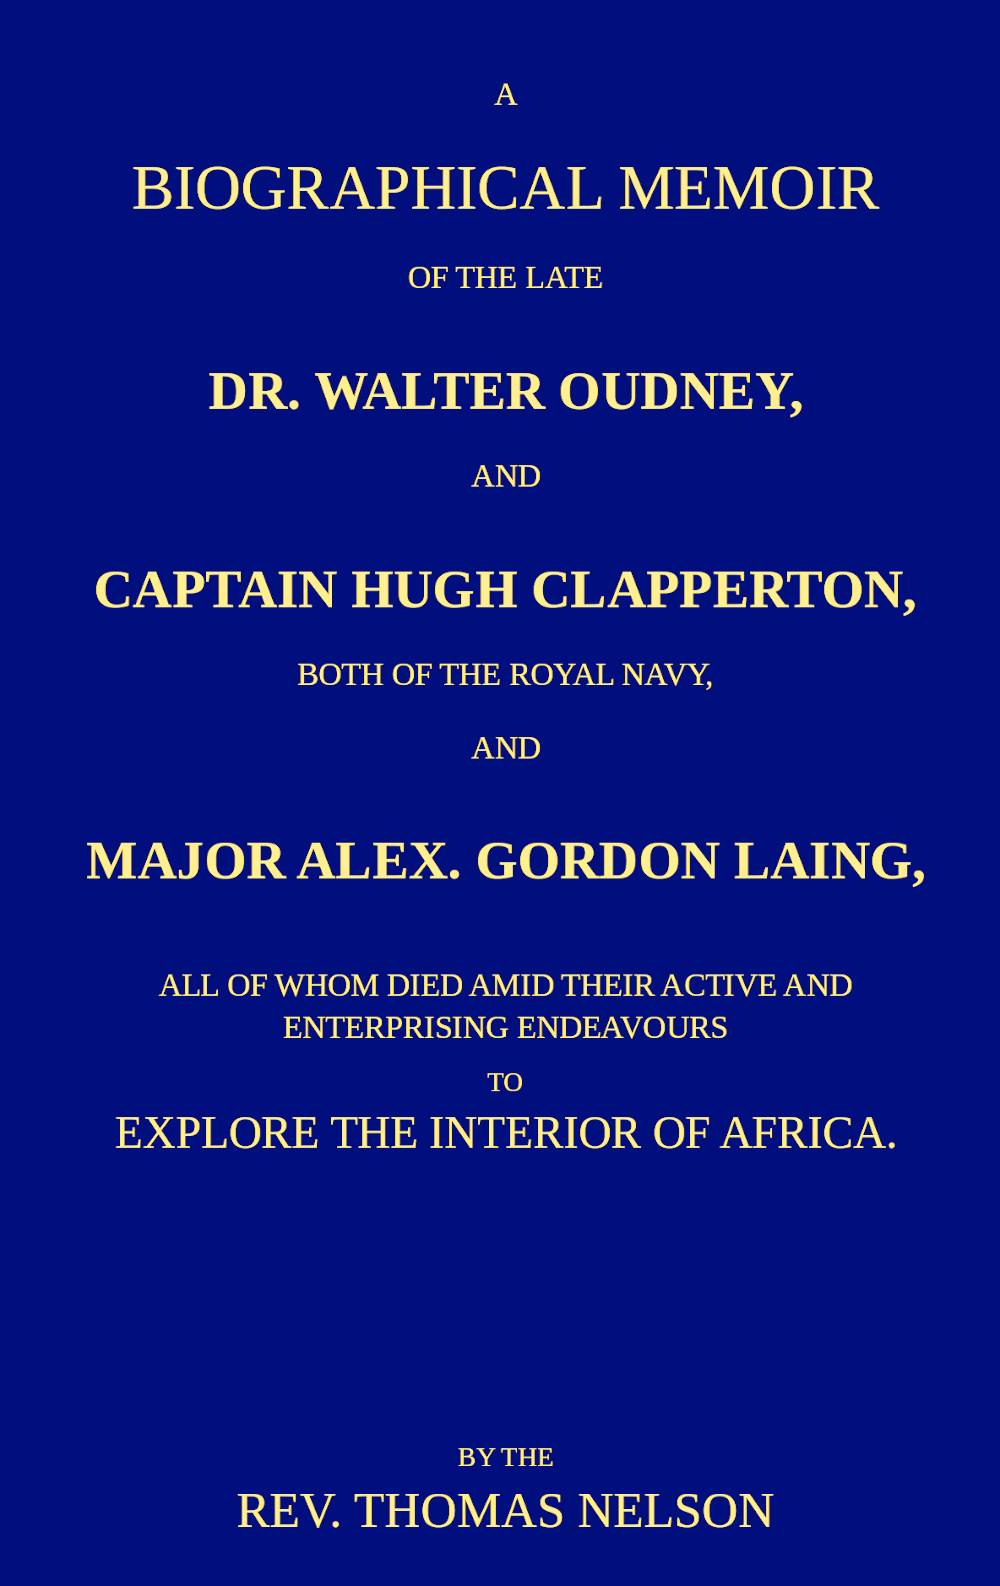 A
BIOGRAPHICAL MEMOIR
OF THE LATE
DR. WALTER OUDNEY,
AND
CAPTAIN HUGH CLAPPERTON,
BOTH OF THE ROYAL NAVY,
AND
MAJOR ALEX. GORDON LAING,
ALL OF WHOM DIED AMID THEIR ACTIVE AND
ENTERPRISING ENDEAVOURS
TO
EXPLORE THE INTERIOR OF AFRICA.
BY THE
REV. THOMAS NELSON